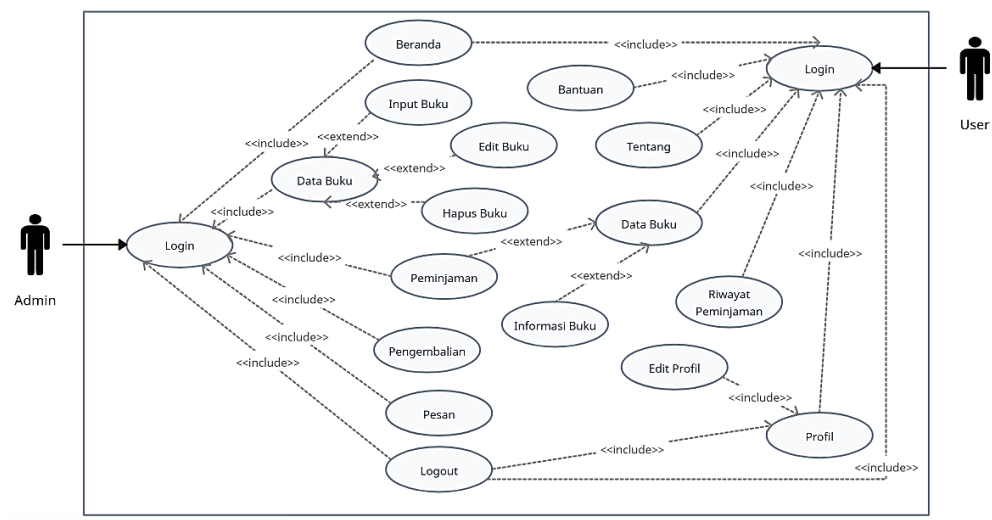 Beranda
<<include>>
Login
User
Bantuan
<<include>>
Input Buku
<<include>>
<<extend>>
Edit Buku
Tentang
<<include>>
<<include>>
Data Buku
<<extend>>
<<include>>
<<extend>>
<<include>>
Hapus Buku
Data Buku
Login
<<extend>>
<<include>>
<<include>>
Peminjaman
<<extend>>
Admin
<<include>>
Riwayat
Peminjaman
Informasi Buku
<<include>>
Pengembalian
<<include>>
Edit Profil
<<include>>
Pesan
Profil
<<include>>
Logout
<<include>>